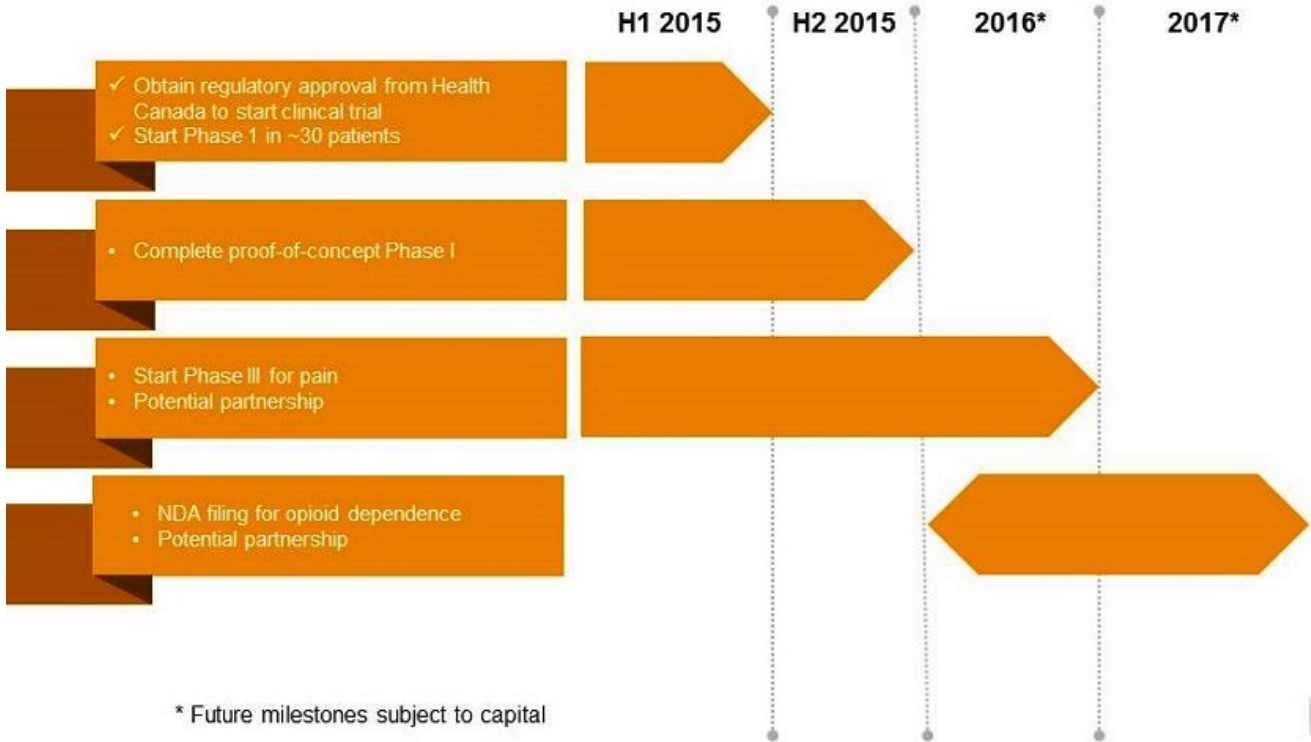 H1 2015 H2 2015 2016* 2017*
✓ Obtain regulatory approval from Health
Canada to start clinical trial
✓ Start Phase 1 in ~30 patients
• Complete proof-of-concept Phase I
• Start Phase III for pain
• Potential partnership
• NDA filing for opioid dependence
• Potential partnership
* Future milestones subject to capital